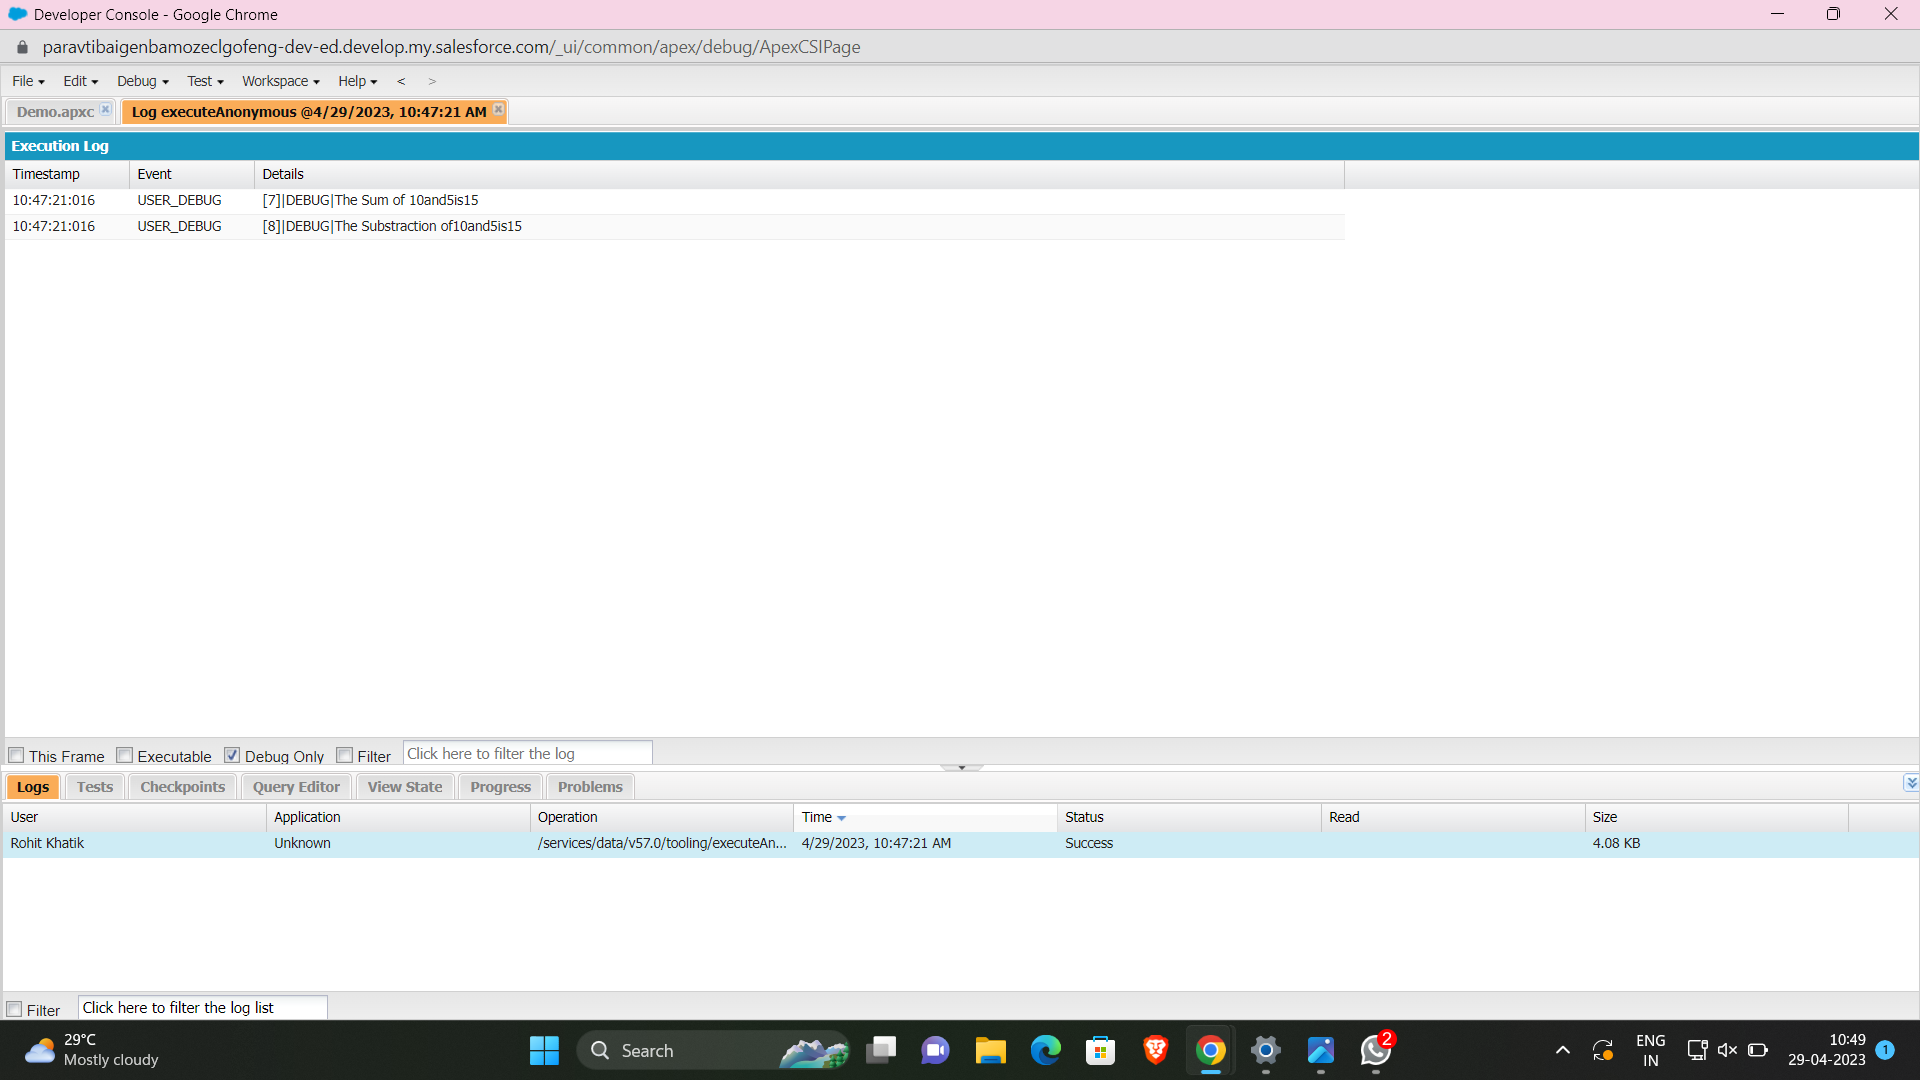 Developer Console - Google Chrome
paravtibaigenbamozeclgofeng-dev-ed.develop.my.salesforce.com/_ui/common/apex/debug/ApexCSIPage
File Edit Debug Test Workspace Help < >
Demo.apxc Log executeAnonymous @4/29/2023, 10:47:21 AM
Execution Log
Timestamp Event Details
10:47:21:016 USER_DEBUG [7]|DEBUG|The Sum of 10and5is15
10:47:21:016 USER_DEBUG [8]|DEBUG|The Substraction of10and5is15
This Frame Executable Debug Only Filter Click here to filter the log
Logs Tests Checkpoints Query Editor View State Progress Problems
User Application Operation Time Status Read Size
Rohit Khatik Unknown /services/data/v57.0/tooling/executeAn... 4/29/2023, 10:47:21 AM Success 4.08 KB
Filter Click here to filter the log list
29°C
Mostly cloudy
Search
2
ENG
IN
10:49
29-04-2023
1